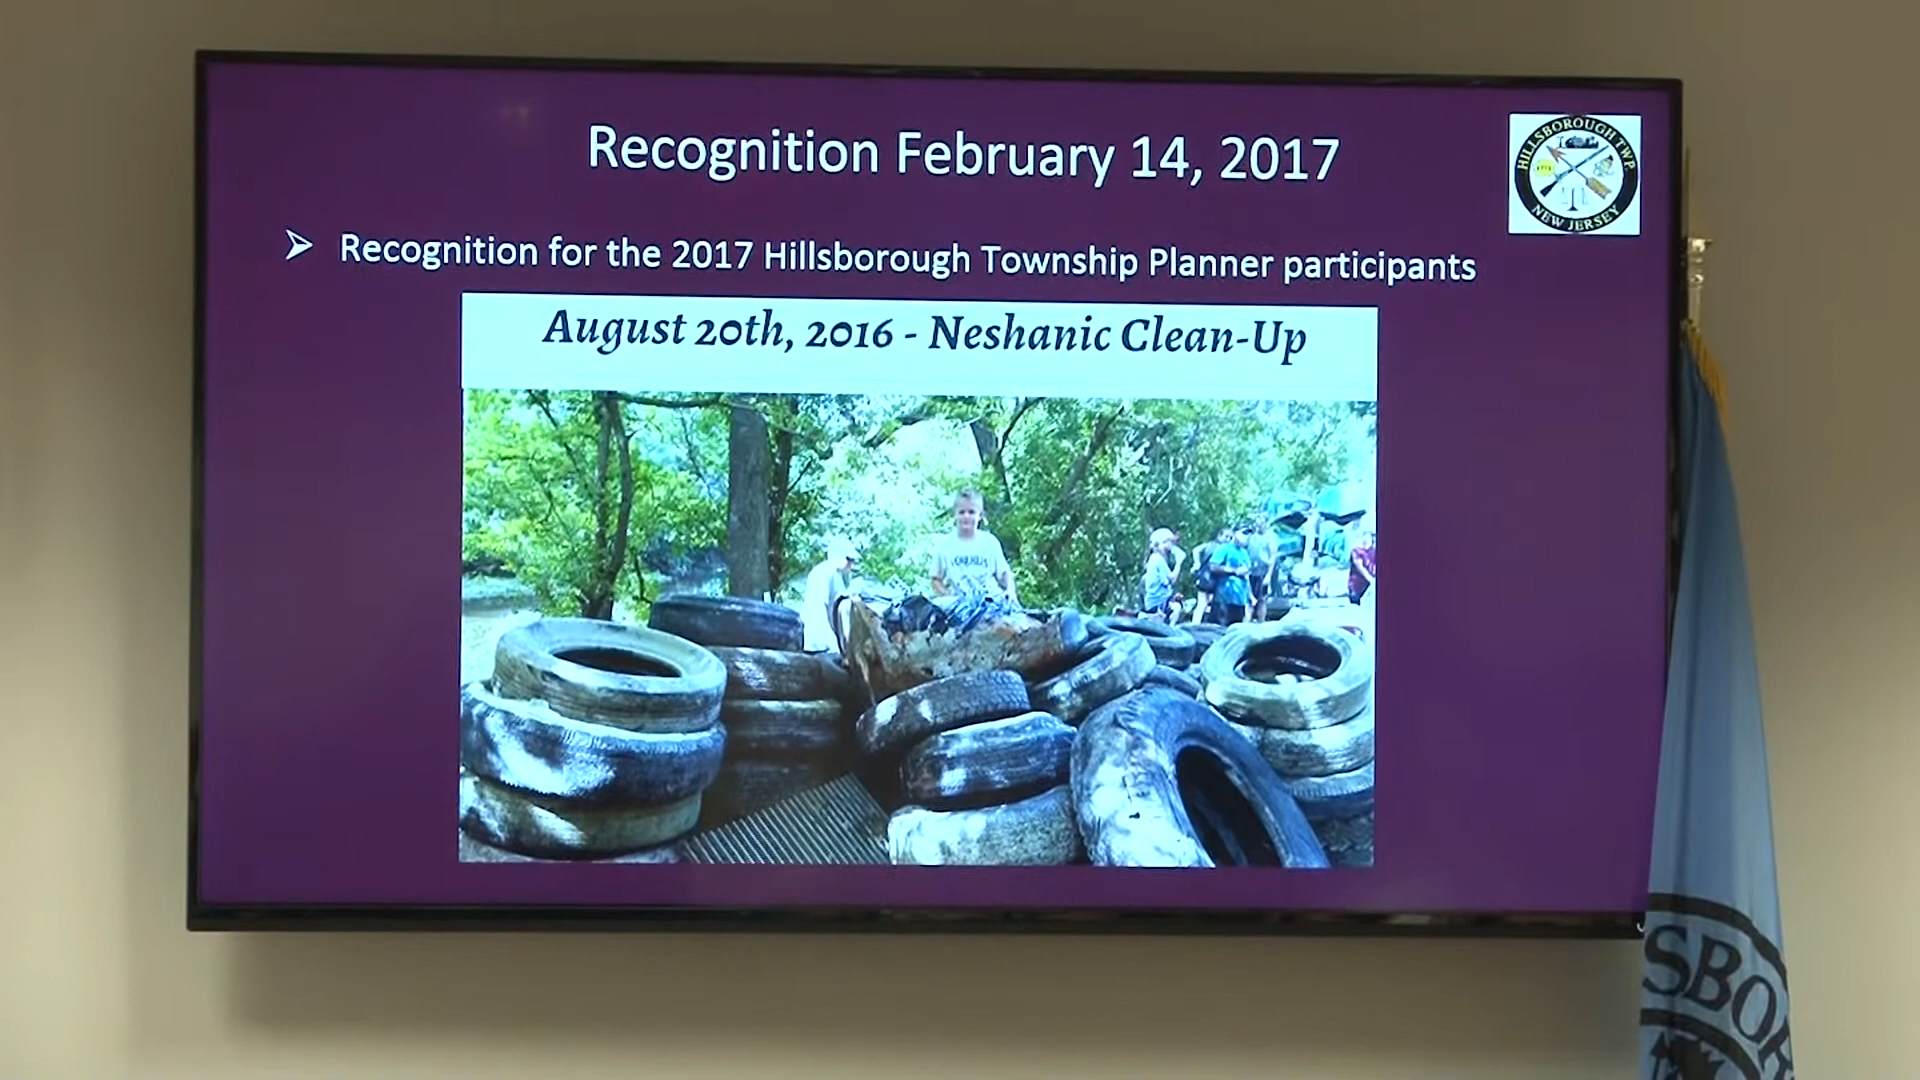 Recognition February 14, 2017
HILLSBOROUGH TWP.
NEW JERSEY
➢ Recognition for the 2017 Hillsborough Township Planner participants
August 20th, 2016 - Neshanic Clean-Up
SBOR